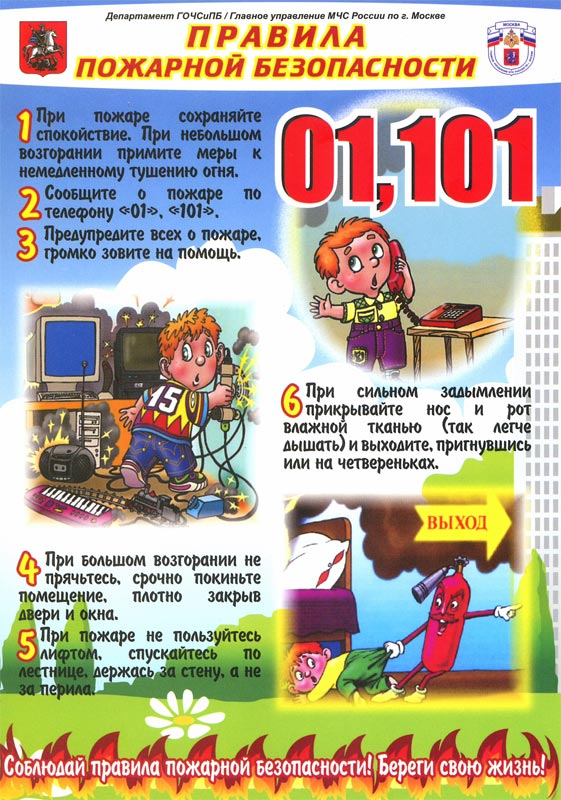 Департамент ГОЧСиПБ / Главное управление МЧС России по г. Москве
ПРАВИЛА
ПОЖАРНОЙ БЕЗОПАСНОСТИ
МОСКВА
1 При пожаре сохраняйте
спокойствие. При небольшом
возгорании примите меры к
немедленному тушению огня.
2 Сообщите о пожаре по
телефону «01», «101».
3 Предупредите всех о пожаре,
громко зовите на помощь.
01,101
15
4 При большом возгорании не
прячьтесь, срочно покиньте
помещение, плотно закрыв
двери и окна.
5 При пожаре не пользуйтесь
лифтом, спускайтесь по
лестнице, держась за стену, а не
за перила.
6 При сильном задымлении
прикрывайте нос и рот
влажной тканью (так легче
дышать) и выходите, пригнувшись
или на четвереньках.
ВЫХОД
Соблюдай правила пожарной безопасности! Береги свою жизнь!